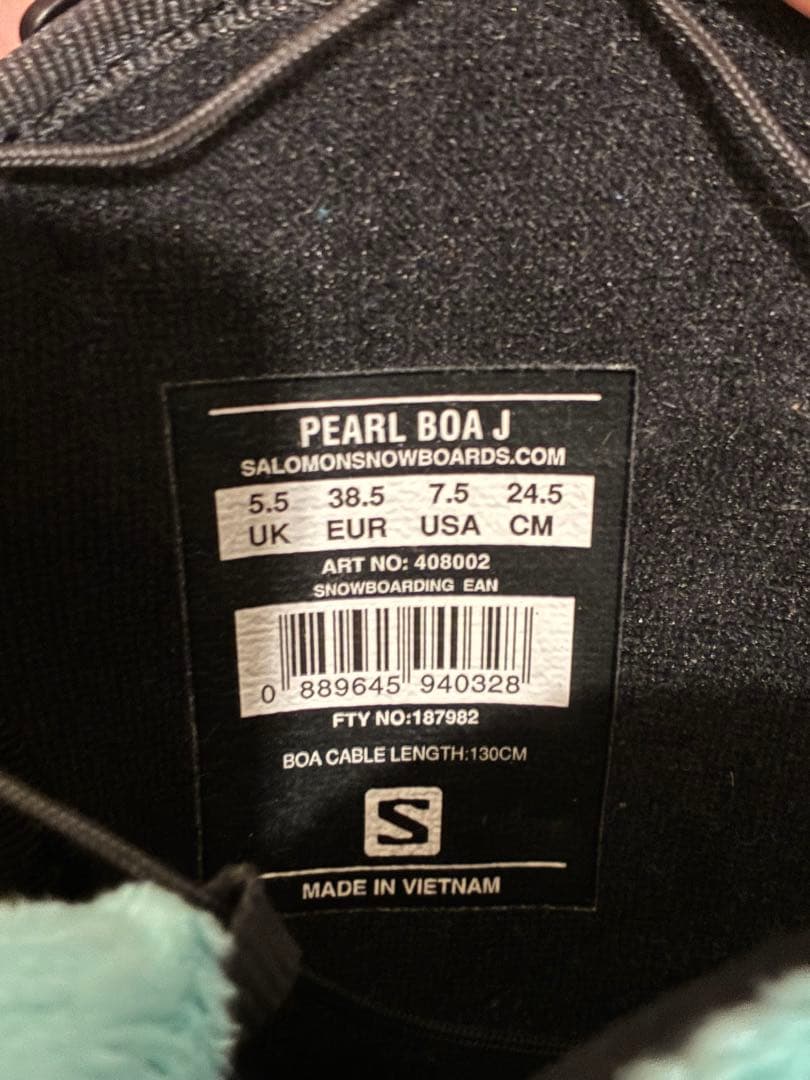 PEARL BOA J
SALOMONSNOWBOARDS.COM
5.5 38.5 7.5 24.5
UK EUR USA CM
ART NO: 408002
SNOWBOARDING EAN
0 889645 940328
FTY NO:187982
BOA CABLE LENGTH:130CM
S
MADE IN VIETNAM